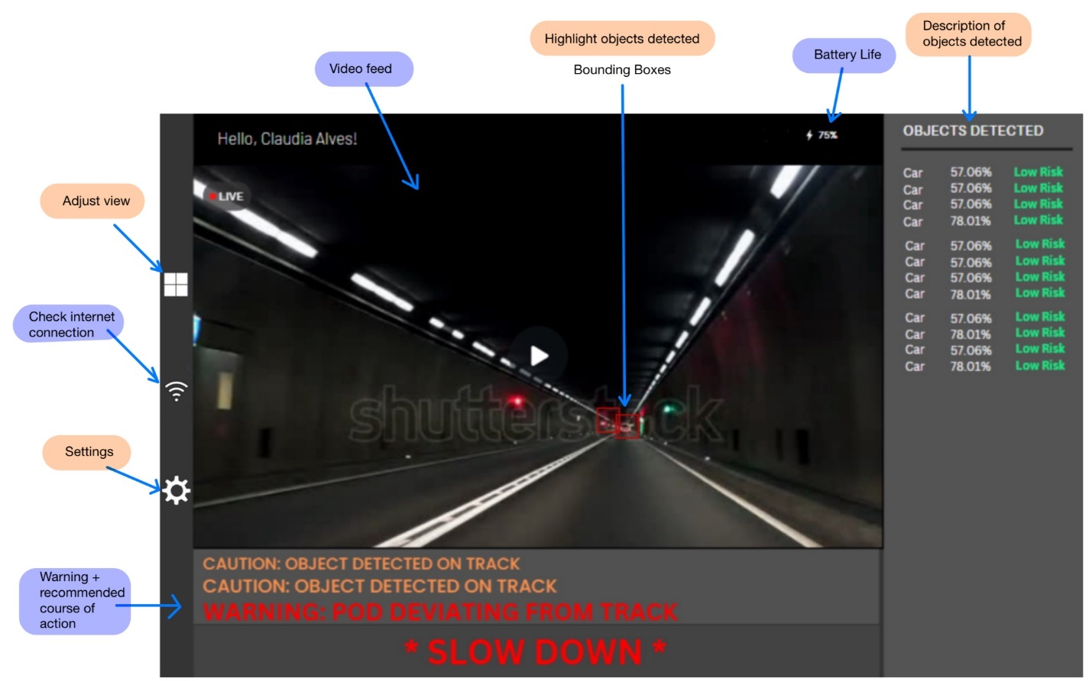 Highlight objects detected
Bounding Boxes
Video feed
Battery Life
Description of
objects detected
Hello, Claudia Alves!
75%
OBJECTS DETECTED
LIVE
Car 57.06% Low Risk
Car 57.06% Low Risk
Car 57.06% Low Risk
Car 78.01% Low Risk
Car 57.06% Low Risk
Car 57.06% Low Risk
Car 57.06% Low Risk
Car 78.01% Low Risk
Car 57.06% Low Risk
Car 78.01% Low Risk
Car 57.06% Low Risk
Car 78.01% Low Risk
Adjust view
Check internet
connection
shutterstock
Settings
Warning +
recommended
course of
action
CAUTION: OBJECT DETECTED ON TRACK
CAUTION: OBJECT DETECTED ON TRACK
WARNING: POD DEVIATING FROM TRACK
* SLOW DOWN *